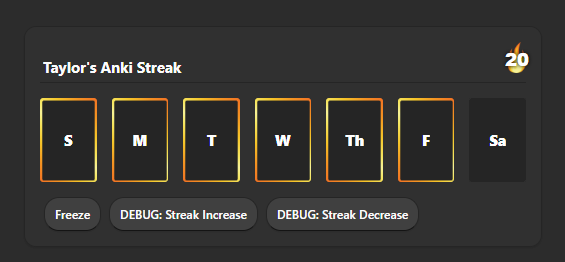 Taylor's Anki Streak
20
S M T W Th F Sa
Freeze DEBUG: Streak Increase DEBUG: Streak Decrease